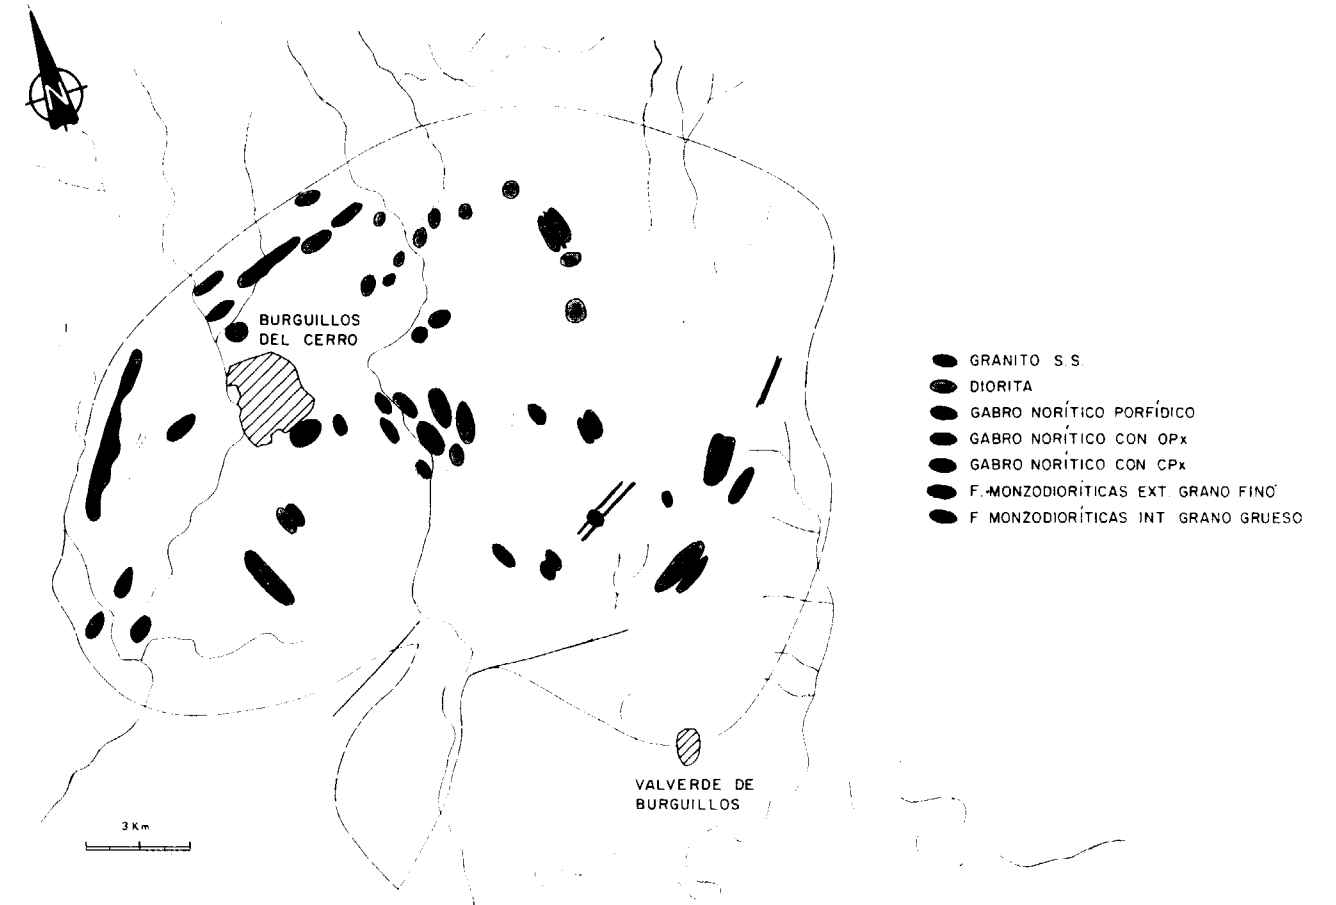 N
BURGUILLOS
DEL CERRO
GRANITO S.S.
DIORITA
GABRO NORÍTICO PORFÍDICO
GABRO NORÍTICO CON OPx
GABRO NORÍTICO CON CPx
F.-MONZODIORÍTICAS EXT. GRANO FINO
F MONZODIORÍTICAS INT GRANO GRUESO
VALVERDE DE
BURGUILLOS
3 Km